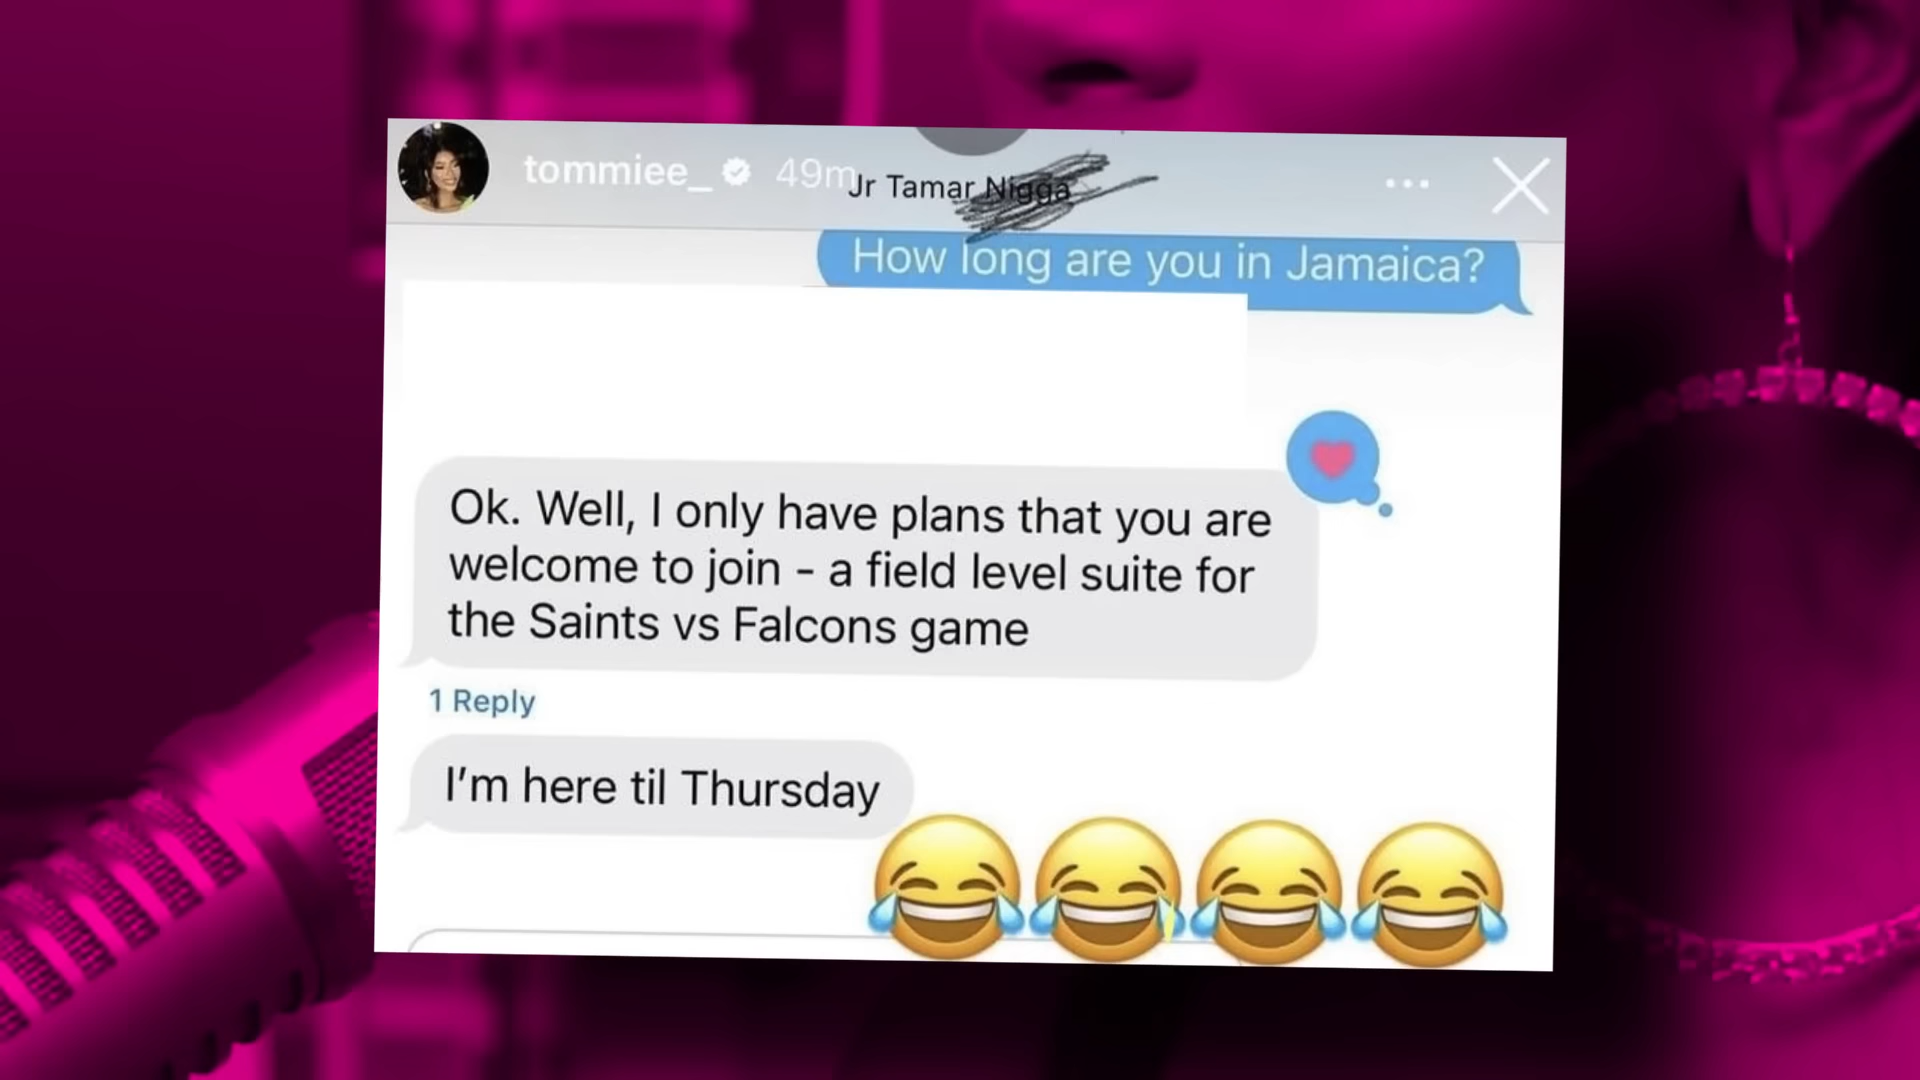 tommiee_ 49m
Jr Tamar Nigga
How long are you in Jamaica?
Ok. Well, I only have plans that you are
welcome to join - a field level suite for
the Saints vs Falcons game
1 Reply
I'm here til Thursday